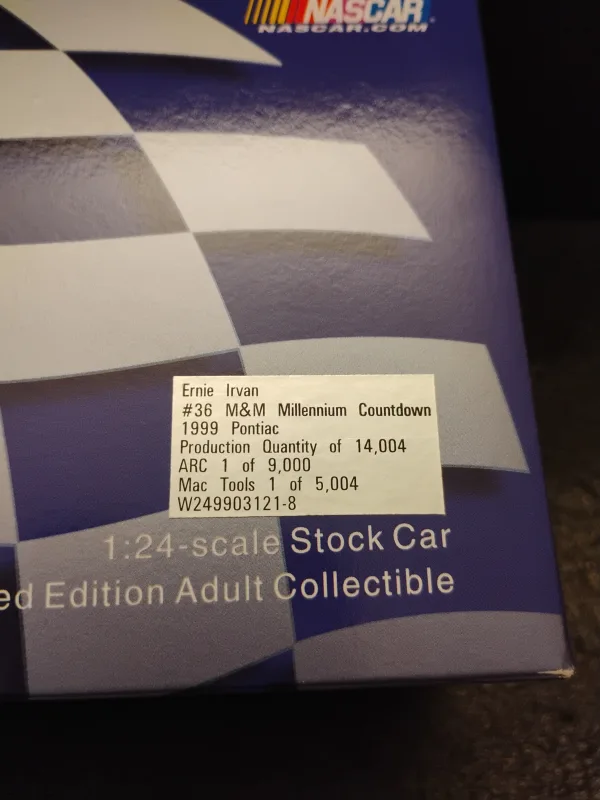 NASCAR
NASCAR.COM
Ernie Irvan
#36 M&M Millennium Countdown
1999 Pontiac
Production Quantity of 14,004
ARC 1 of 9,000
Mac Tools 1 of 5,004
W249903121-8
1:24-scale Stock Car
ed Edition Adult Collectible